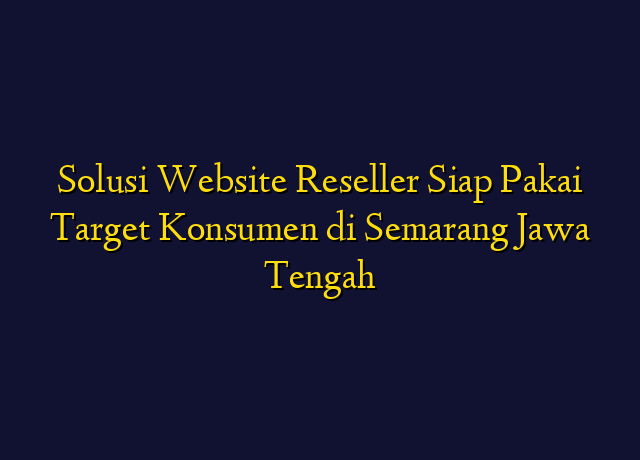 Solusi Website Reseller Siap Pakai
Target Konsumen di Semarang Jawa
Tengah